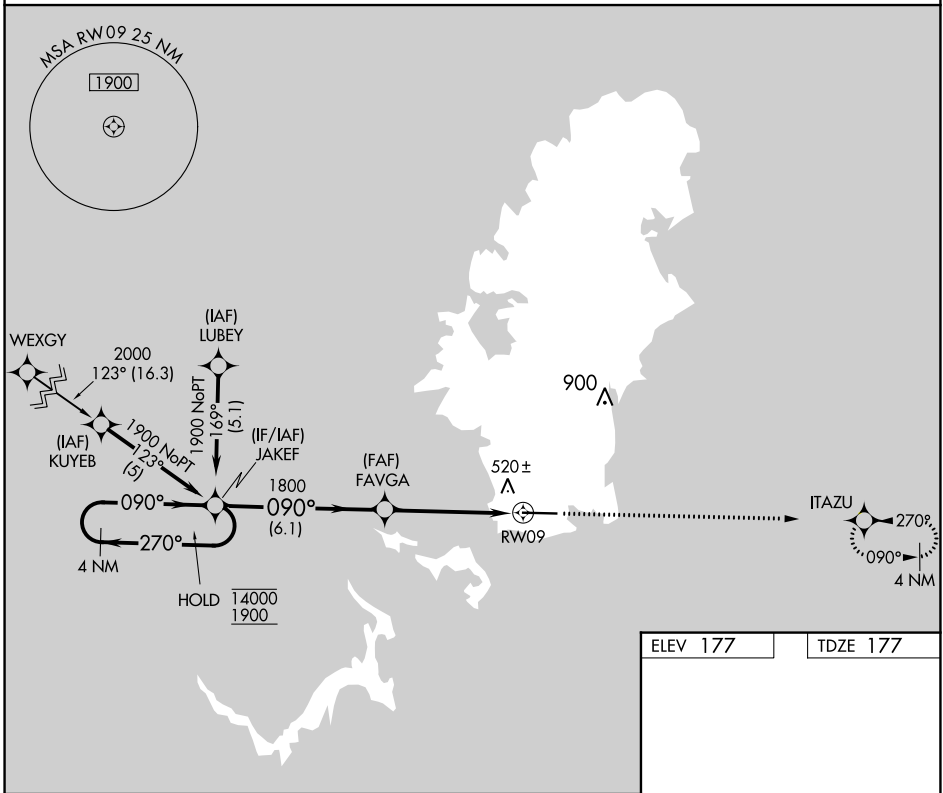 MSA RW09 25 NM
1900
WEXGY
2000
123° (16.3)
(IAF)
LUBEY
1900 NoPT
169°
(5.1)
(IAF)
KUYEB
1900 NoPT
123°
(5)
(IF/IAF)
JAKEF
090°
270°
4 NM
HOLD
14000
1900
1800
090°
(6.1)
(FAF)
FAVGA
900
520±
RW09
ITAZU
270°
090°
4 NM
ELEV 177
TDZE 177